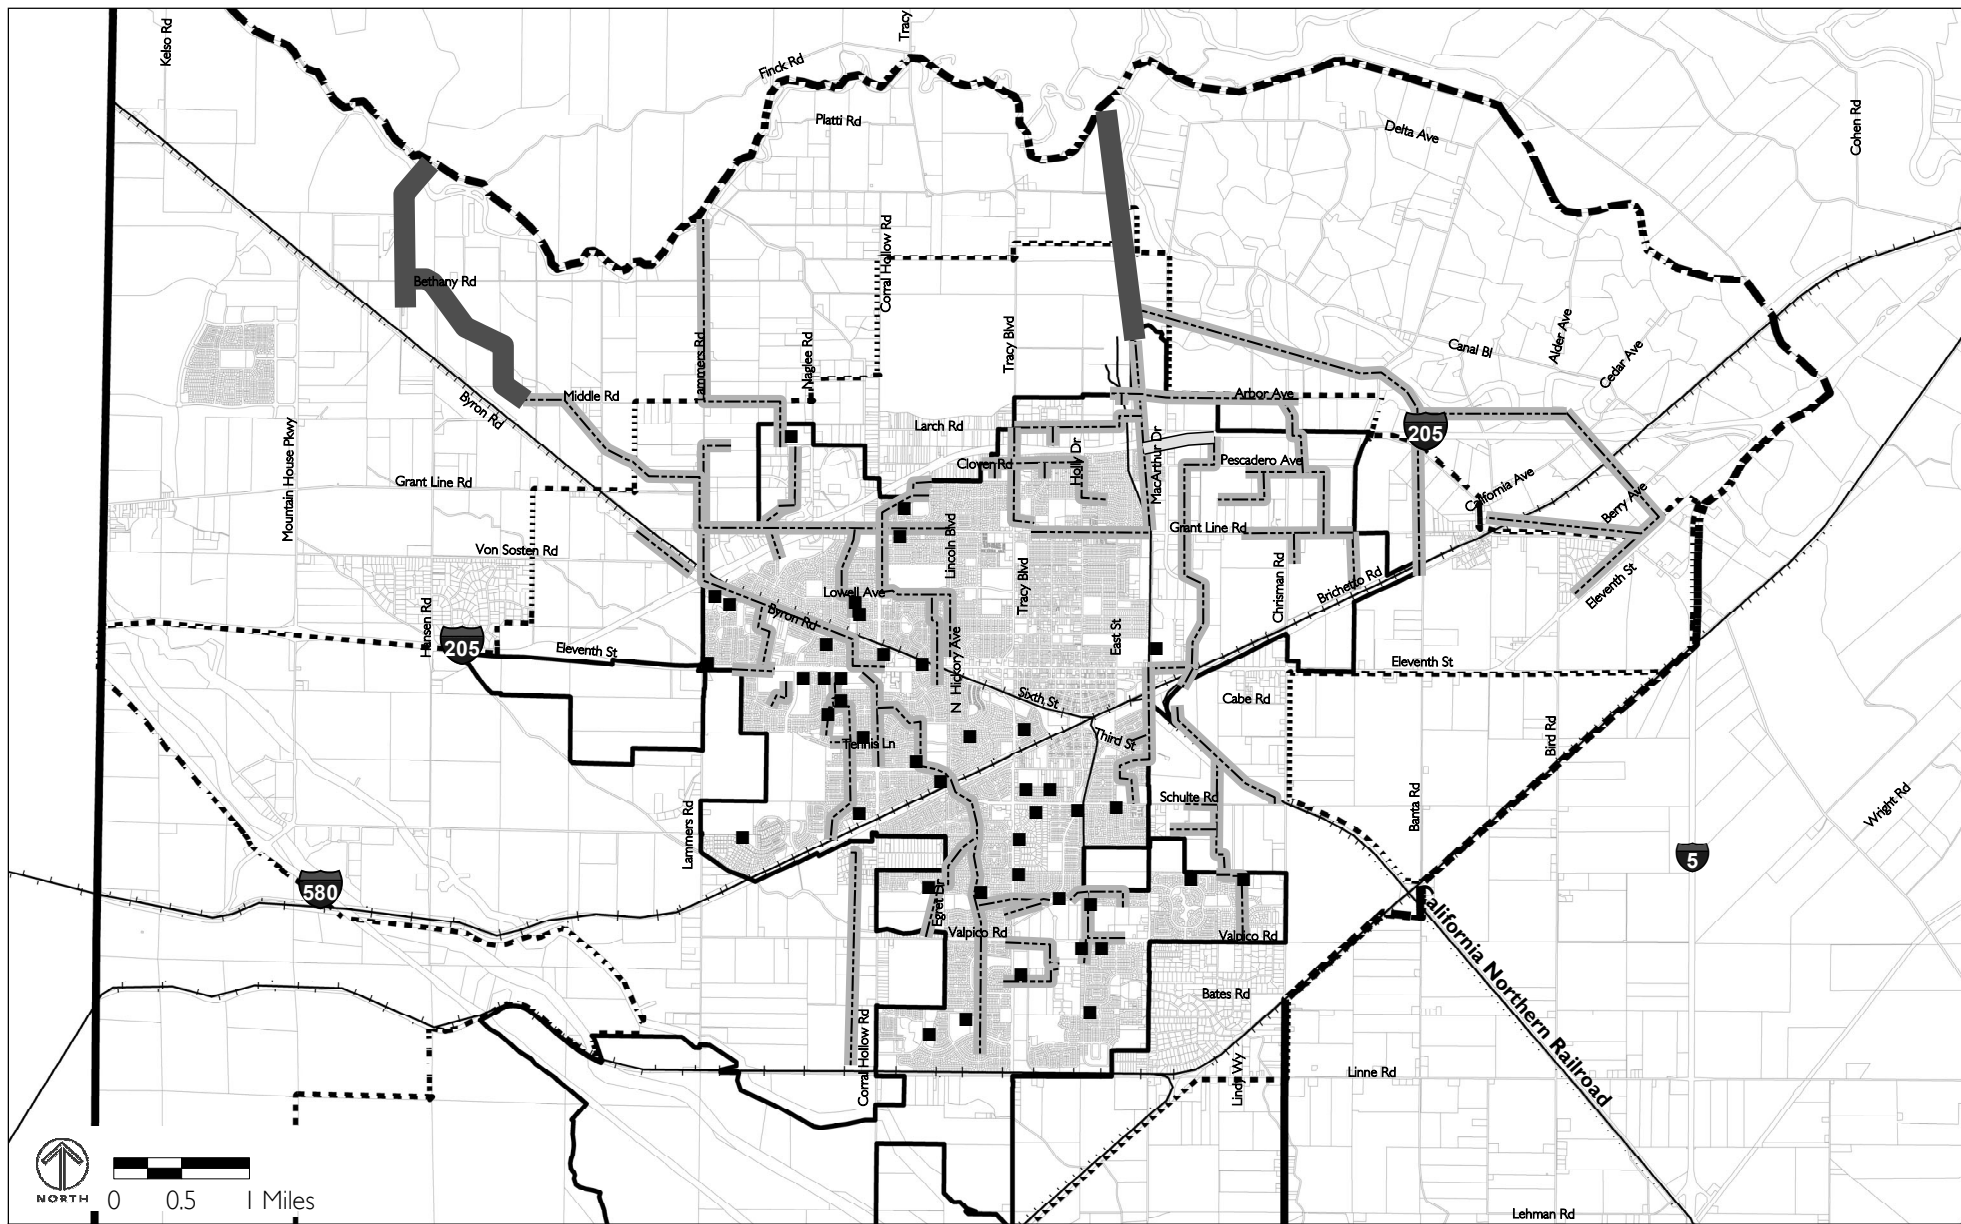 Kelso Rd
Tracy
Finck Rd
Platti Rd
Delta Ave
Cohen Rd
Corral Hollow Rd
Bethany Rd
Lammers Rd
Naglee Rd
Tracy Blvd
Canal Bl
Alder Ave
Cedar Ave
Middle Rd
Byron Rd
Arbor Ave
Larch Rd
205
Mountain House Pkwy
Grant Line Rd
Clover Rd
Holly Dr
MacArthur Dr
Pescadero Ave
California Ave
Berry Ave
Von Sosten Rd
Lincoln Blvd
Grant Line Rd
Tracy Blvd
Chrisman Rd
Brichetto Rd
Eleventh St
Lowell Ave
Byron Rd
Hansen Rd
205
Eleventh St
N Hickory Ave
East St
Eleventh St
Sixth St
Cabe Rd
Third St
Tennis Ln
Bird Rd
Lammers Rd
Schulte Rd
Banta Rd
Wright Rd
5
580
Egret Dr
Valpico Rd
Valpico Rd
California Northern Railroad
Bates Rd
Corral Hollow Rd
Lindy Wy
Linne Rd
NORTH
0 0.5 1 Miles
Lehman Rd